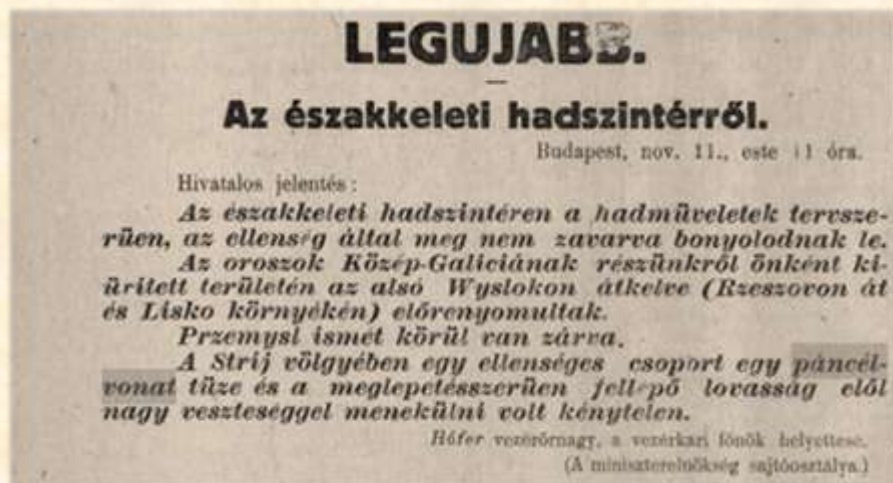 LEGUJABB.
Az északkeleti hadszintérről.
Budapest, nov. 11., este 11 óra.
Hivatalos jelentés:
Az északkeleti hadszintéren a hadmüveletek tervsze-
rüen, az ellenség által meg nem zavarva bonyolodnak le.
Az oroszok Közép-Galiciának részünkről önként ki-
ürített területén az alsó Wyslokon átkelve (Rzeszovon át
és Lisko környékén) előrenyomultak.
Przemysl ismét körül van zárva.
A Strij völgyében egy ellenséges csoport egy páncél-
vonat tüze és a meglepetésszerüen fellépő lovasság elől
nagy veszteséggel menekülni volt kénytelen.
Höfer vezérőrnagy, a vezérkari főnök helyettese.
(A miniszterelnökség sajtóosztálya.)